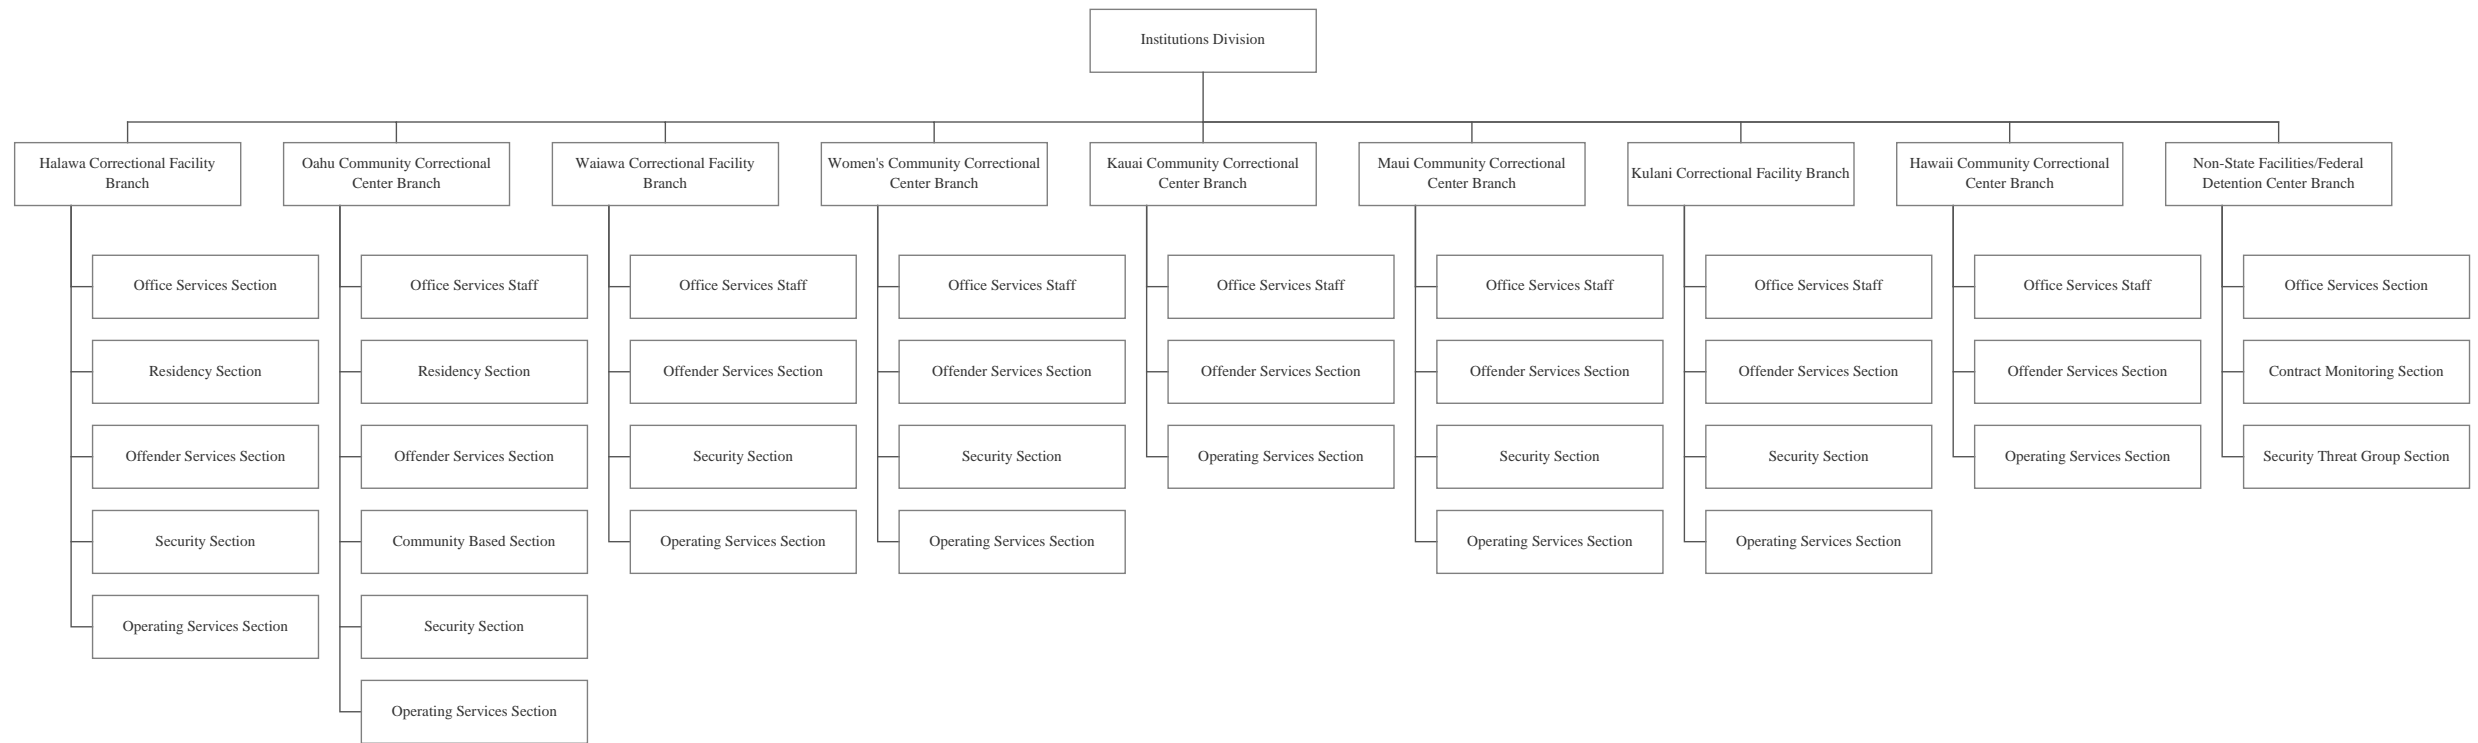 Institutions Division
Halawa Correctional Facility
Branch
Oahu Community Correctional
Center Branch
Waiawa Correctional Facility
Branch
Women's Community Correctional
Center Branch
Kauai Community Correctional
Center Branch
Maui Community Correctional
Center Branch
Kulani Correctional Facility Branch
Hawaii Community Correctional
Center Branch
Non-State Facilities/Federal
Detention Center Branch
Office Services Section
Office Services Staff
Office Services Staff
Office Services Staff
Office Services Staff
Office Services Staff
Office Services Staff
Office Services Staff
Office Services Section
Residency Section
Residency Section
Offender Services Section
Offender Services Section
Offender Services Section
Offender Services Section
Offender Services Section
Offender Services Section
Contract Monitoring Section
Offender Services Section
Offender Services Section
Security Section
Security Section
Operating Services Section
Security Section
Security Section
Operating Services Section
Security Threat Group Section
Security Section
Community Based Section
Operating Services Section
Operating Services Section
Operating Services Section
Operating Services Section
Operating Services Section
Security Section
Operating Services Section